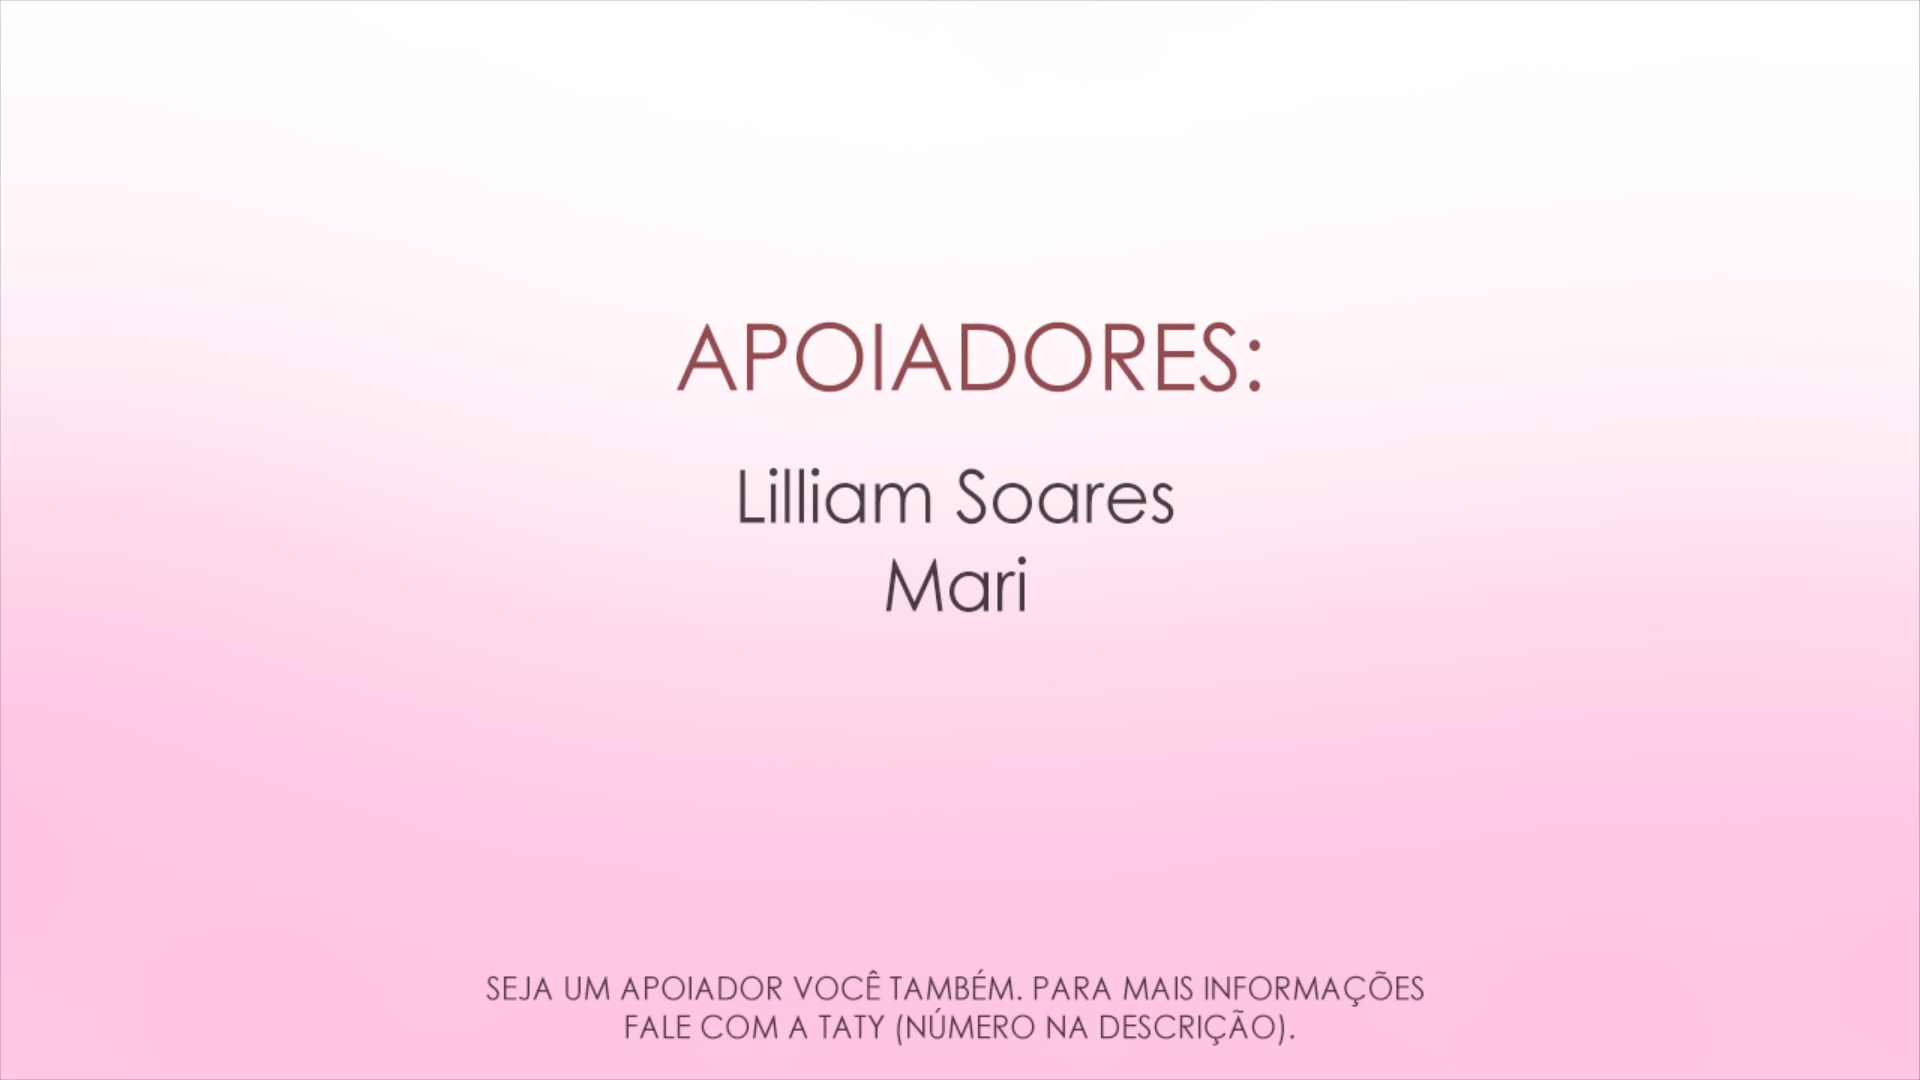 APOIADORES:
Lilliam Soares
Mari
SEJA UM APOIADOR VOCÊ TAMBÉM. PARA MAIS INFORMAÇÕES
FALE COM A TATY (NÚMERO NA DESCRIÇÃO).